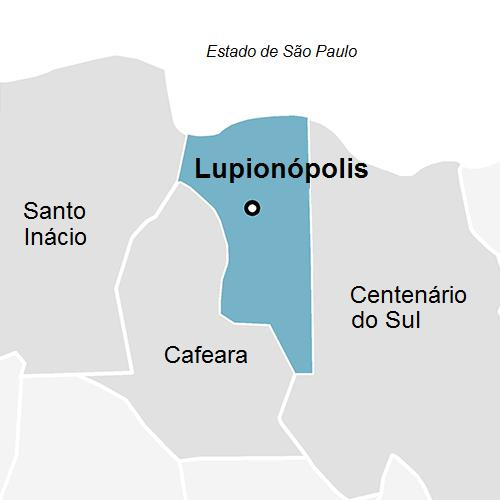 Estado de São Paulo
Lupionópolis
Santo
Inácio
Centenário
do Sul
Cafeara